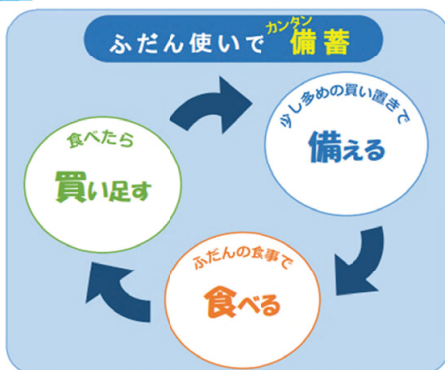 ふだん使いで カンタン 備蓄
少し多めの買い置きで
備える
ふだんの食事で
食べる
食べたら
買い足す